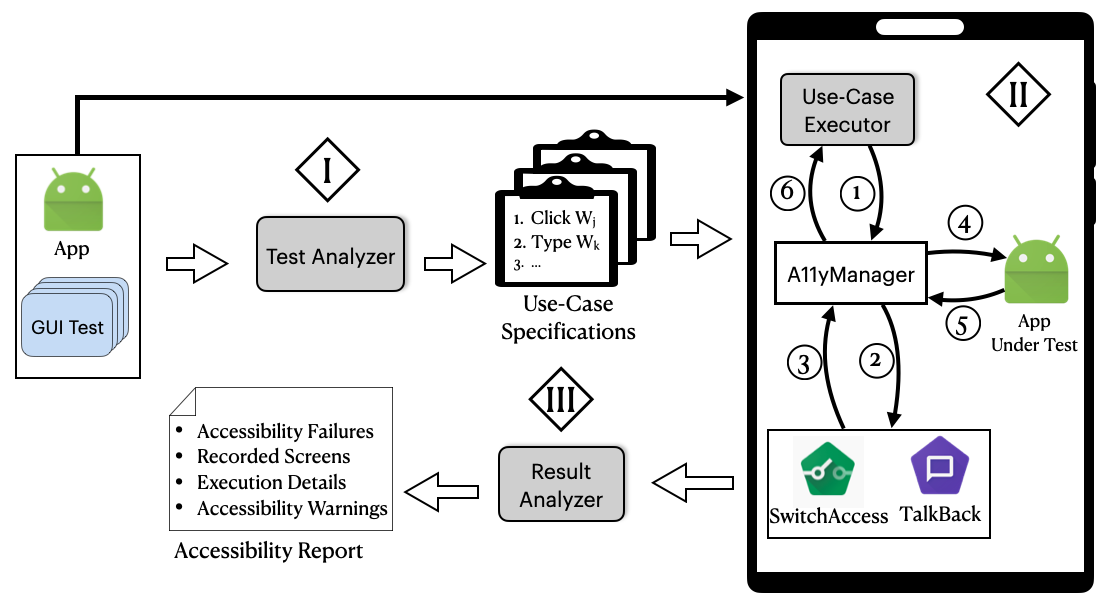 App
GUI Test
I
Test Analyzer
1. Click Wj
2. Type Wk
3. ...
Use-Case
Specifications
II
Use-Case
Executor
6
1
A11yManager
4
5
App
Under Test
3
2
SwitchAccess
TalkBack
III
Result
Analyzer
• Accessibility Failures
• Recorded Screens
• Execution Details
• Accessibility Warnings
Accessibility Report